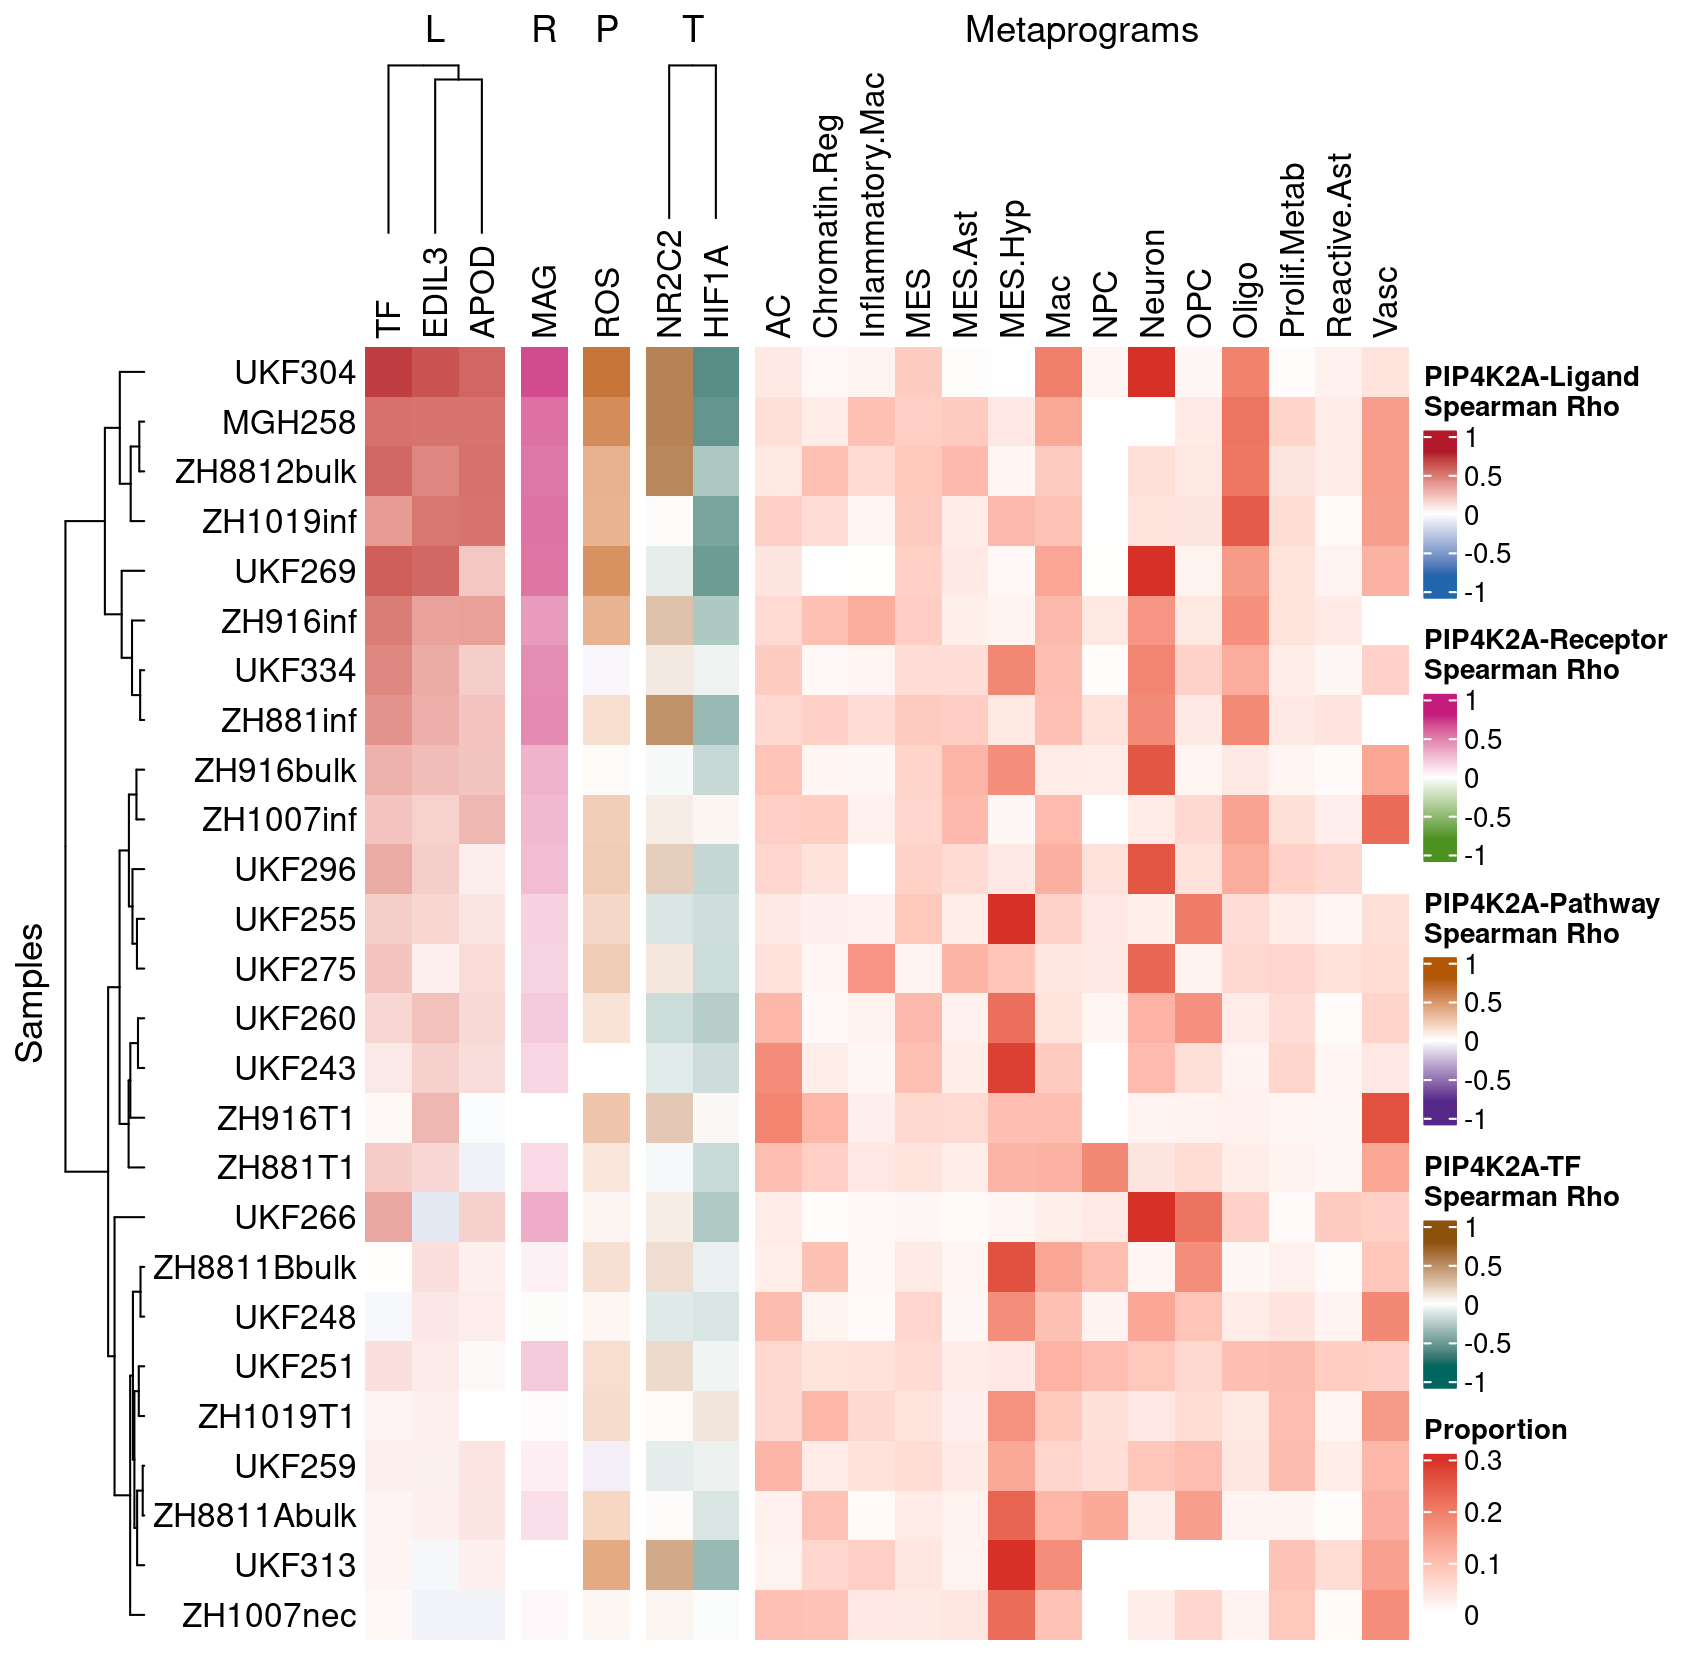 L R P T Metaprograms
TF EDIL3 APOD MAG ROS NR2C2 HIF1A AC Chromatin.Reg Inflammatory.Mac MES MES.Ast MES.Hyp Mac NPC Neuron OPC Oligo Prolif.Metab Reactive.Ast Vasc
Samples
UKF304
MGH258
ZH8812bulk
ZH1019inf
UKF269
ZH916inf
UKF334
ZH881inf
ZH916bulk
ZH1007inf
UKF296
UKF255
UKF275
UKF260
UKF243
ZH916T1
ZH881T1
UKF266
ZH8811Bbulk
UKF248
UKF251
ZH1019T1
UKF259
ZH8811Abulk
UKF313
ZH1007nec
PIP4K2A-Ligand
Spearman Rho
1
0.5
0
-0.5
-1
PIP4K2A-Receptor
Spearman Rho
1
0.5
0
-0.5
-1
PIP4K2A-Pathway
Spearman Rho
1
0.5
0
-0.5
-1
PIP4K2A-TF
Spearman Rho
1
0.5
0
-0.5
-1
Proportion
0.3
0.2
0.1
0